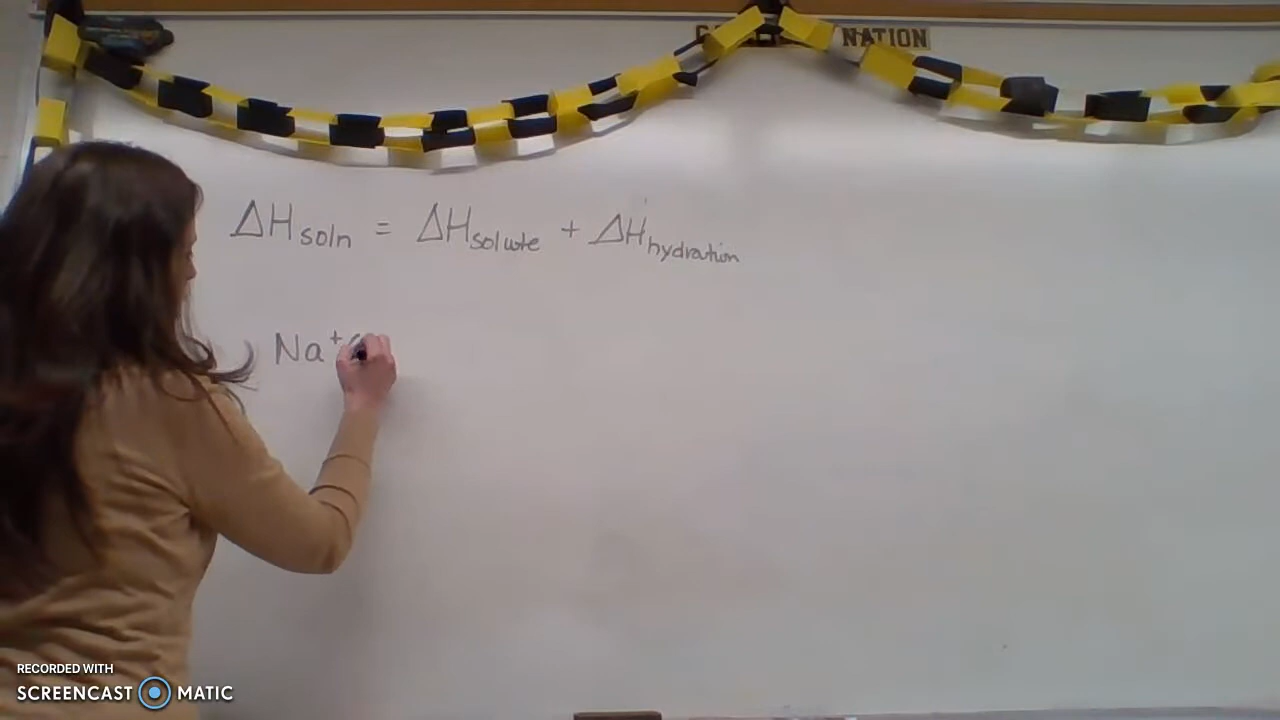 NATION
ΔH soln = ΔH solute + ΔH hydration
Na⁺
RECORDED WITH
SCREENCAST MATIC